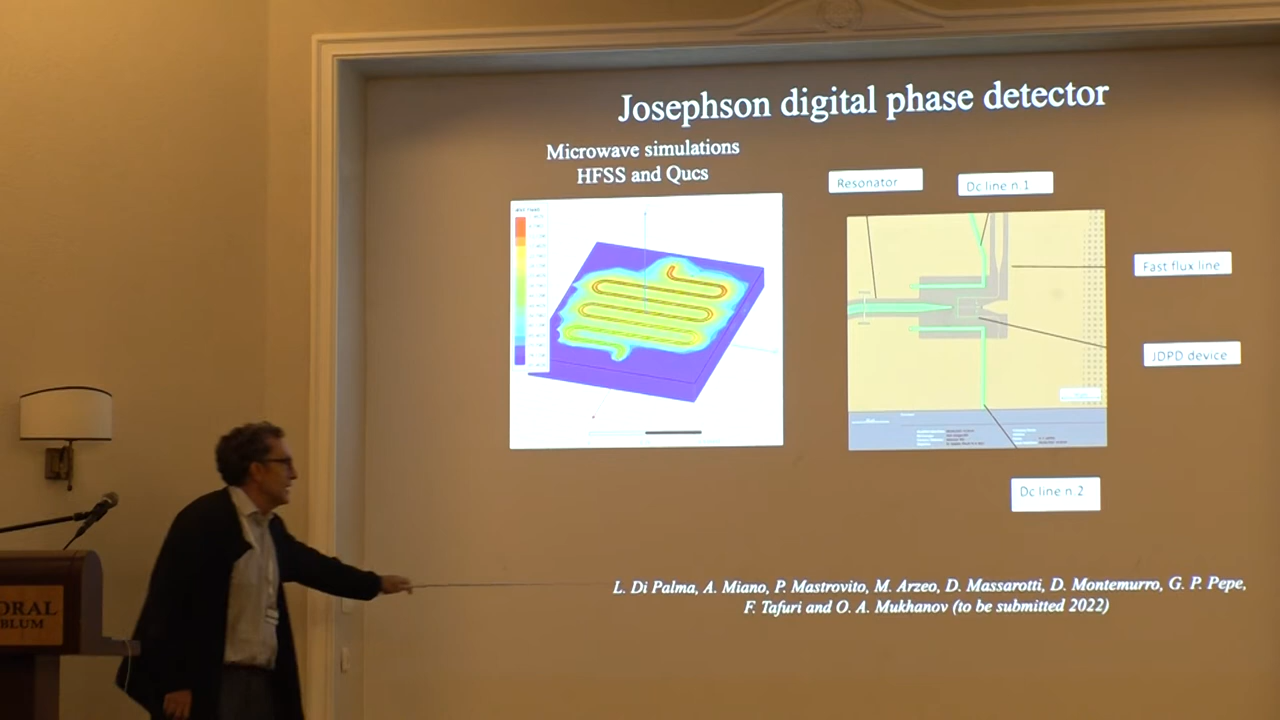 Josephson digital phase detector
Microwave simulations
HFSS and Qucs
Resonator
Dc line n.1
Fast flux line
JDPD device
Dc line n.2
L. Di Palma, A. Miano, P. Mastrovito, M. Arzeo, D. Massarotti, D. Montemurro, G. P. Pepe,
F. Tafuri and O. A. Mukhanov (to be submitted 2022)
ORAL
BLUM